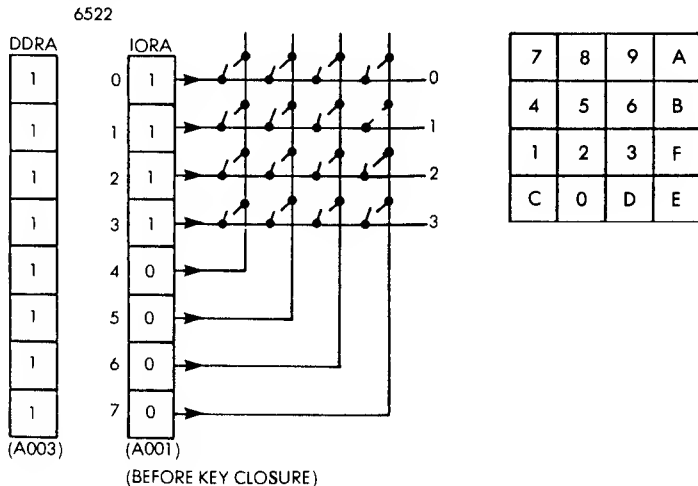 6522
DDRA
IORA
1
0 1 0
1
1 1 1
1
2 1 2
1
3 1 3
1
4 0
1
5 0
1
6 0
1
7 0
(A003)
(A001)
(BEFORE KEY CLOSURE)
7 8 9 A
4 5 6 B
1 2 3 F
C 0 D E